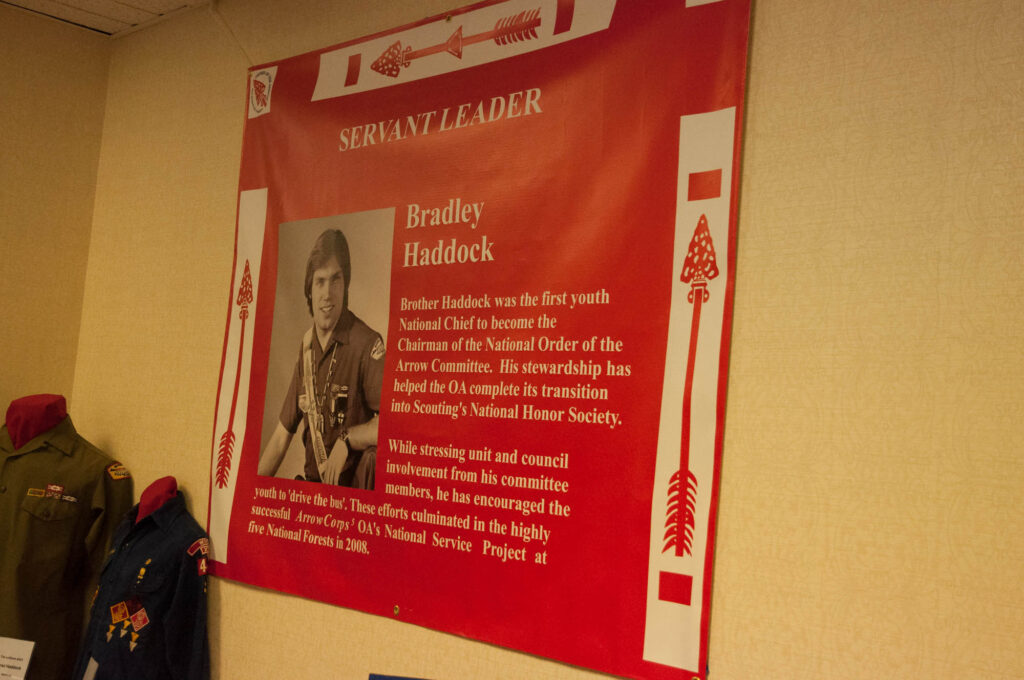 SERVANT LEADER
Bradley
Haddock
Brother Haddock was the first youth
National Chief to become the
Chairman of the National Order of the
Arrow Committee. His stewardship has
helped the OA complete its transition
into Scouting's National Honor Society.
While stressing unit and council
involvement from his committee
members, he has encouraged the
youth to 'drive the bus'. These efforts culminated in the highly
successful ArrowCorps⁵ OA's National Service Project at
five National Forests in 2008.